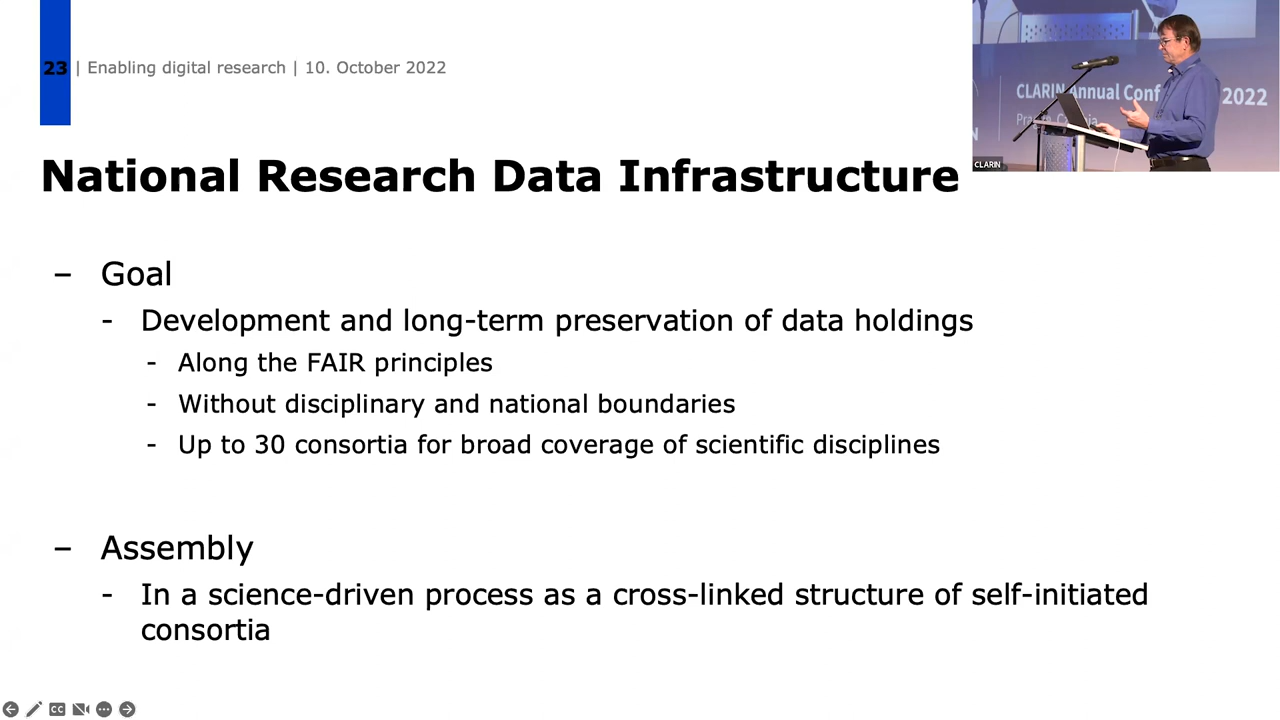 23 | Enabling digital research | 10. October 2022
CLARIN Annual Conf 2022
CLARIN
National Research Data Infrastructure
– Goal
- Development and long-term preservation of data holdings
- Along the FAIR principles
- Without disciplinary and national boundaries
- Up to 30 consortia for broad coverage of scientific disciplines
– Assembly
- In a science-driven process as a cross-linked structure of self-initiated
consortia
CC